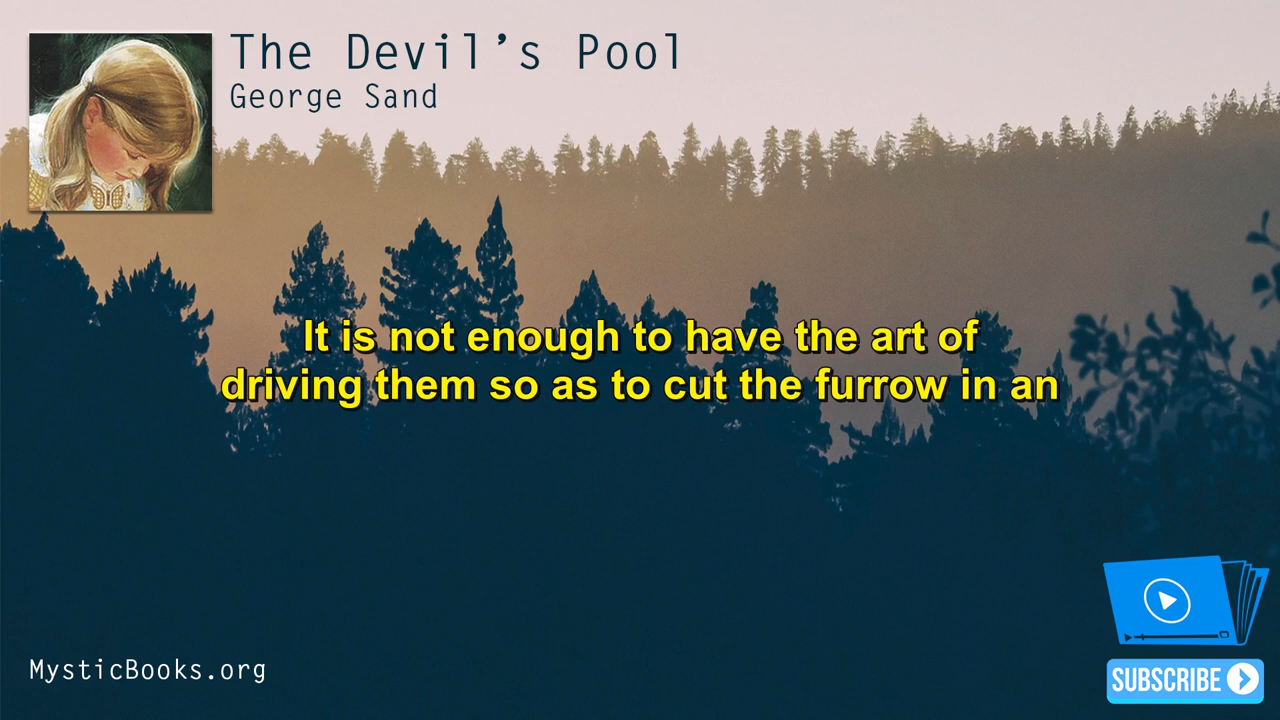 The Devil's Pool
George Sand
It is not enough to have the art of
driving them so as to cut the furrow in an
MysticBooks.org
SUBSCRIBE